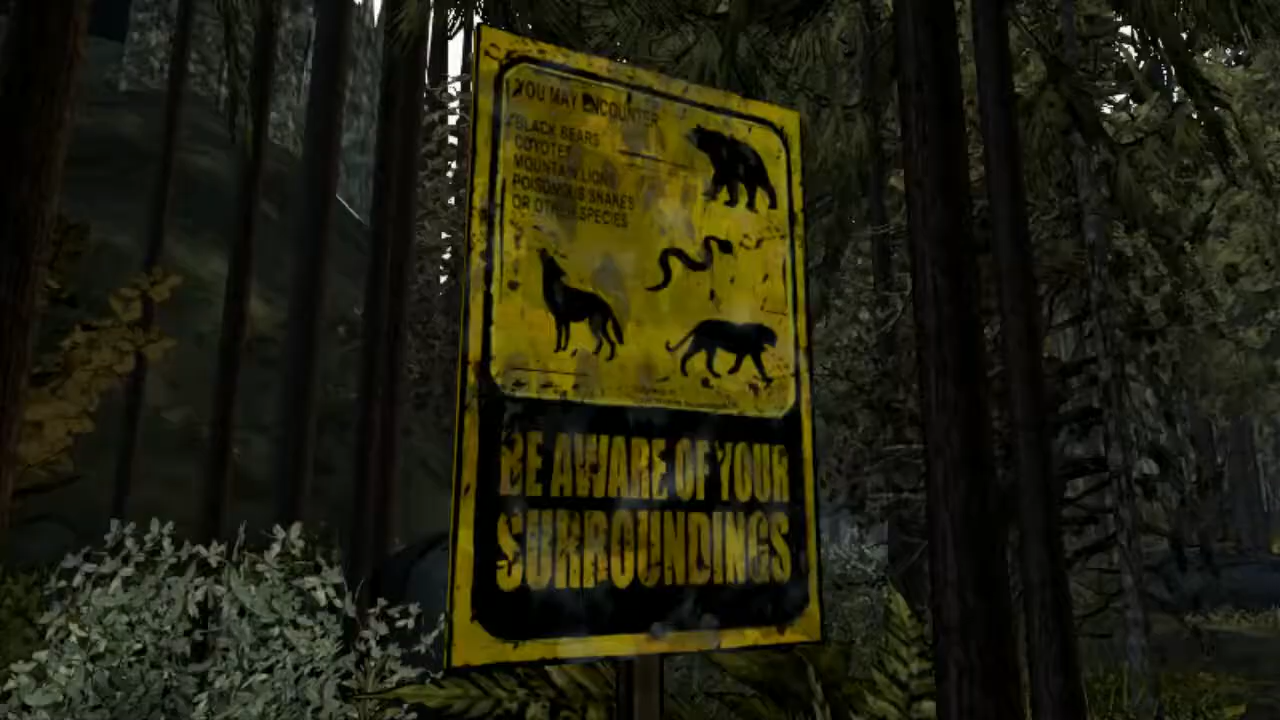 YOU MAY ENCOUNTER
BLACK BEARS
COYOTES
MOUNTAIN LIONS
POISONOUS SNAKES
OR OTHER SPECIES
BE AWARE OF YOUR
SURROUNDINGS